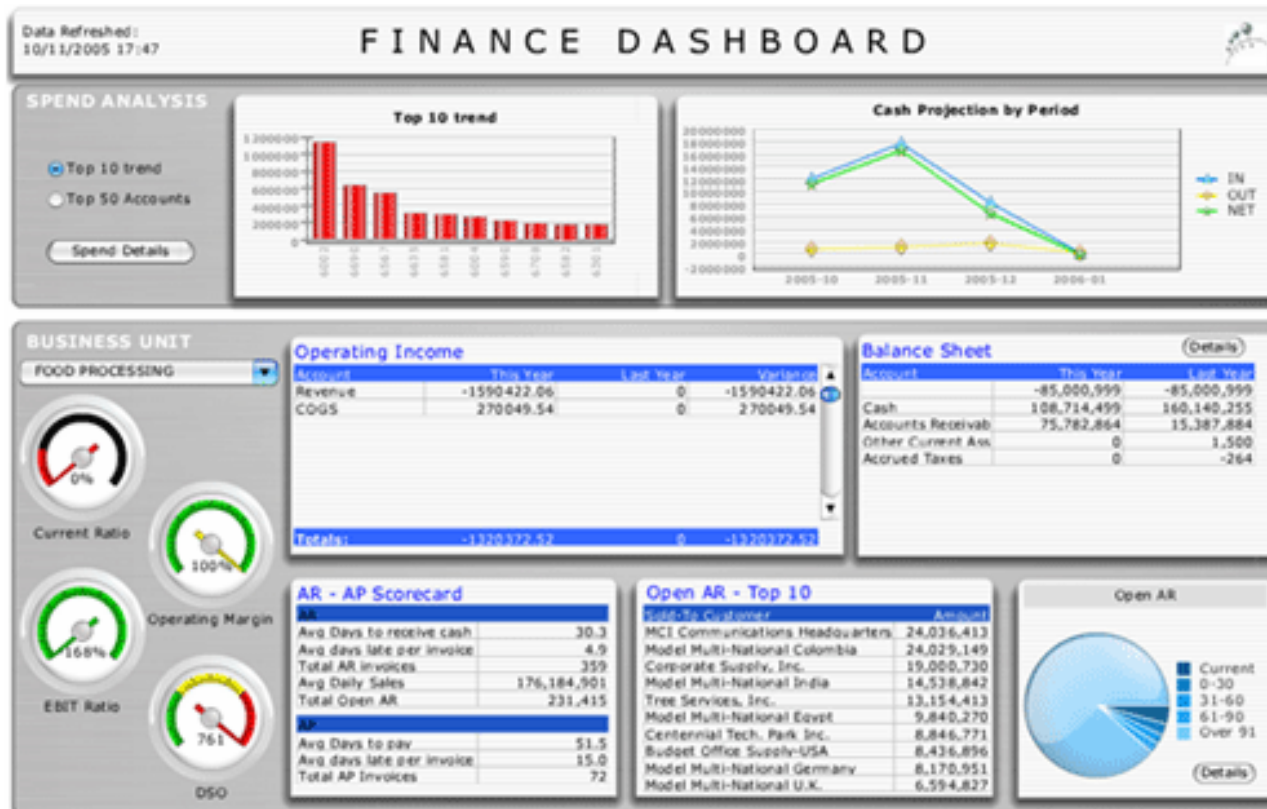 Data Refreshed:
10/11/2005 17:47
FINANCE DASHBOARD
SPEND ANALYSIS
Top 10 trend
Top 50 Accounts
Spend Details
Top 10 trend
12000000
10000000
8000000
6000000
4000000
2000000
0
Cash Projection by Period
20000000
18000000
16000000
14000000
12000000
10000000
8000000
6000000
4000000
2000000
0
-2000000
2005-10 2005-11 2005-12 2006-01
IN
OUT
NET
BUSINESS UNIT
FOOD PROCESSING
0%
Current Ratio
100%
Operating Margin
168%
EBIT Ratio
761
DSO
Operating Income
Account This Year Last Year Variance
Revenue -1590422.06 0 -1590422.06
COGS 270049.54 0 270049.54
Totals: -1320372.52 0 -1320372.52
Balance Sheet
Details
Account This Year Last Year
-85,000,999 -85,000,999
Cash 108,714,499 160,140,255
Accounts Receivab 75,782,864 15,387,884
Other Current Ass 0 1,500
Accrued Taxes 0 -264
AR - AP Scorecard
AR
Avg Days to receive cash 30.3
Avg days late per invoice 4.9
Total AR invoices 359
Avg Daily Sales 176,184,901
Total Open AR 231,415
AP
Avg Days to pay 51.5
Avg days late per invoice 15.0
Total AP Invoices 72
Open AR - Top 10
Sold-To Customer Amount
MCI Communications Headquarters 24,036,413
Model Multi-National Colombia 24,029,149
Corporate Supply, Inc. 19,000,730
Model Multi-National India 14,538,842
Tree Services, Inc. 13,154,413
Model Multi-National Egypt 9,840,270
Centennial Tech. Park Inc. 8,846,771
Budget Office Supply-USA 8,436,896
Model Multi-National Germany 8,170,951
Model Multi-National U.K. 6,594,827
Open AR
Current
0-30
31-60
61-90
Over 91
Details